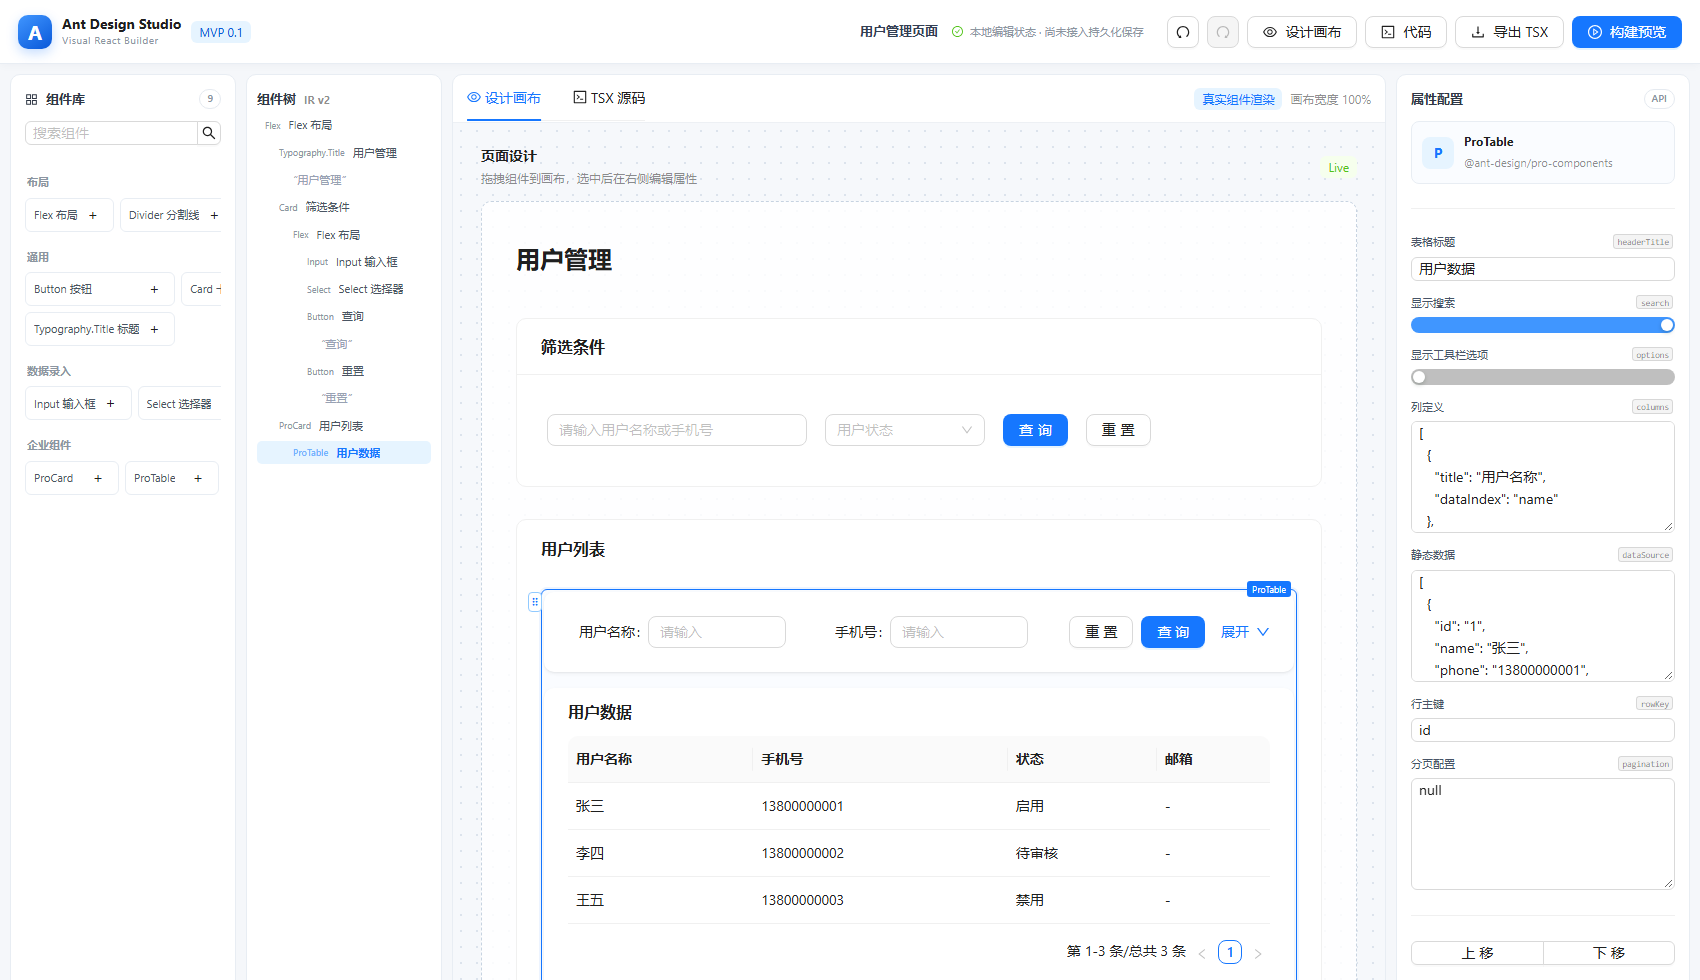 A
Ant Design Studio
Visual React Builder
MVP 0.1
用户管理页面
本地编辑状态 · 尚未接入持久化保存
设计画布
代码
导出 TSX
构建预览
组件库
9
搜索组件
布局
Flex 布局 +
Divider 分割线 +
通用
Button 按钮 +
Card +
Typography.Title 标题 +
数据录入
Input 输入框 +
Select 选择器
企业组件
ProCard +
ProTable +
组件树 IR v2
Flex Flex 布局
Typography.Title 用户管理
"用户管理"
Card 筛选条件
Flex Flex 布局
Input Input 输入框
Select Select 选择器
Button 查询
"查询"
Button 重置
"重置"
ProCard 用户列表
ProTable 用户数据
设计画布
TSX 源码
真实组件渲染
画布宽度 100%
页面设计
拖拽组件到画布，选中后在右侧编辑属性
Live
用户管理
筛选条件
请输入用户名称或手机号
用户状态
查 询
重 置
用户列表
ProTable
用户名称: 请输入
手机号: 请输入
重 置
查 询
展开
用户数据
用户名称 手机号 状态 邮箱
张三 13800000001 启用 -
李四 13800000002 待审核 -
王五 13800000003 禁用 -
第 1-3 条/总共 3 条 < 1 >
属性配置
API
P
ProTable
@ant-design/pro-components
表格标题 headerTitle
用户数据
显示搜索 search
显示工具栏选项 options
列定义 columns
[
{
"title": "用户名称",
"dataIndex": "name"
},
静态数据 dataSource
[
{
"id": "1",
"name": "张三",
"phone": "13800000001",
行主键 rowKey
id
分页配置 pagination
null
上 移
下 移